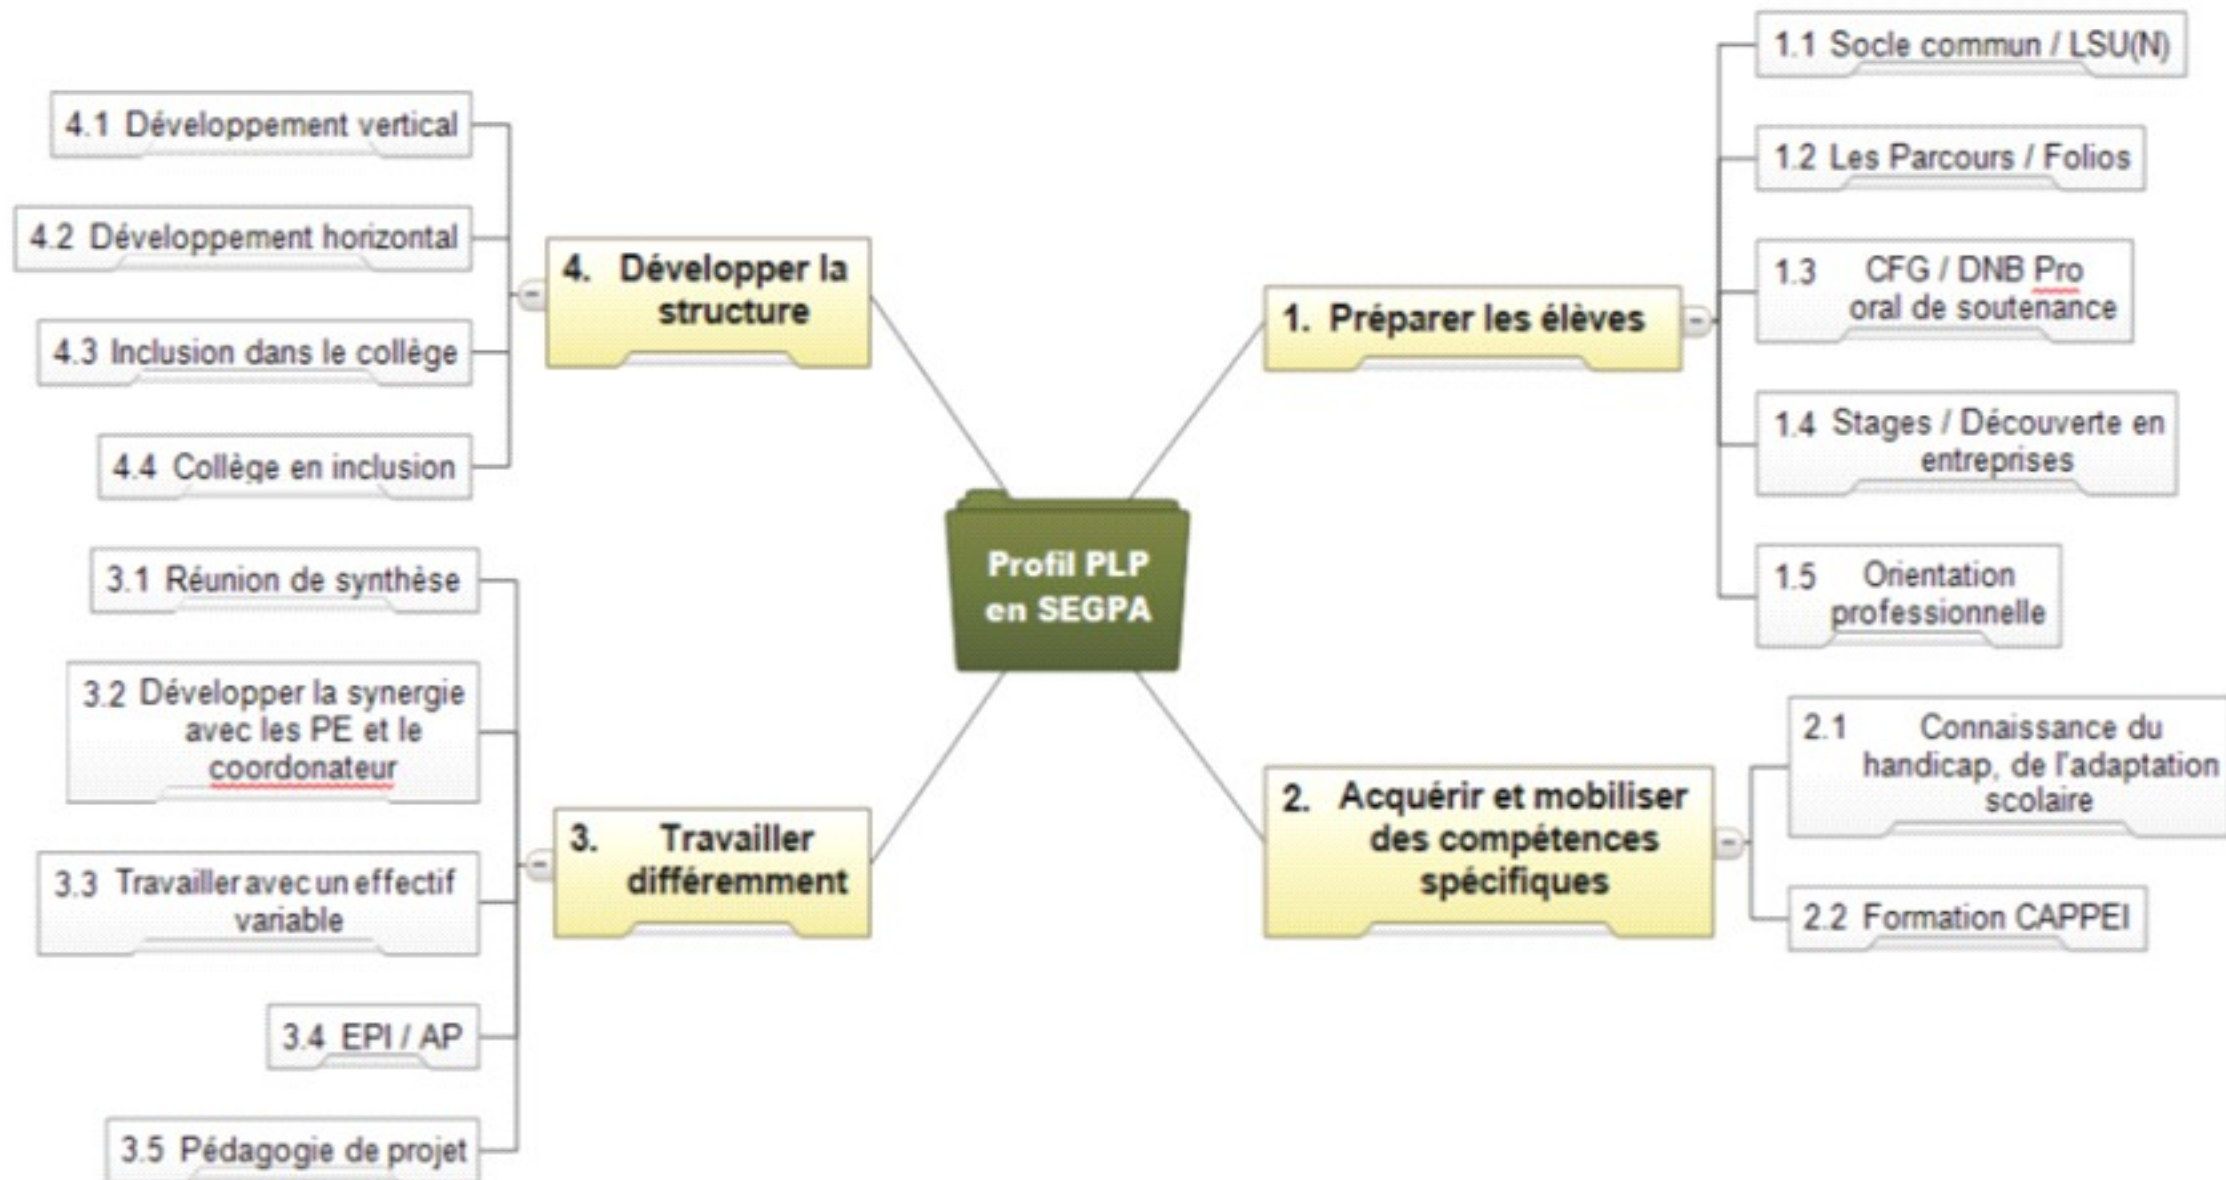 Profil PLP
en SEGPA
1. Préparer les élèves
1.1 Socle commun / LSU(N)
1.2 Les Parcours / Folios
1.3 CFG / DNB Pro
oral de soutenance
1.4 Stages / Découverte en
entreprises
1.5 Orientation
professionnelle
2. Acquérir et mobiliser
des compétences
spécifiques
2.1 Connaissance du
handicap, de l'adaptation
scolaire
2.2 Formation CAPPEI
3. Travailler
différemment
3.1 Réunion de synthèse
3.2 Développer la synergie
avec les PE et le
coordonateur
3.3 Travailler avec un effectif
variable
3.4 EPI / AP
3.5 Pédagogie de projet
4. Développer la
structure
4.1 Développement vertical
4.2 Développement horizontal
4.3 Inclusion dans le collège
4.4 Collège en inclusion